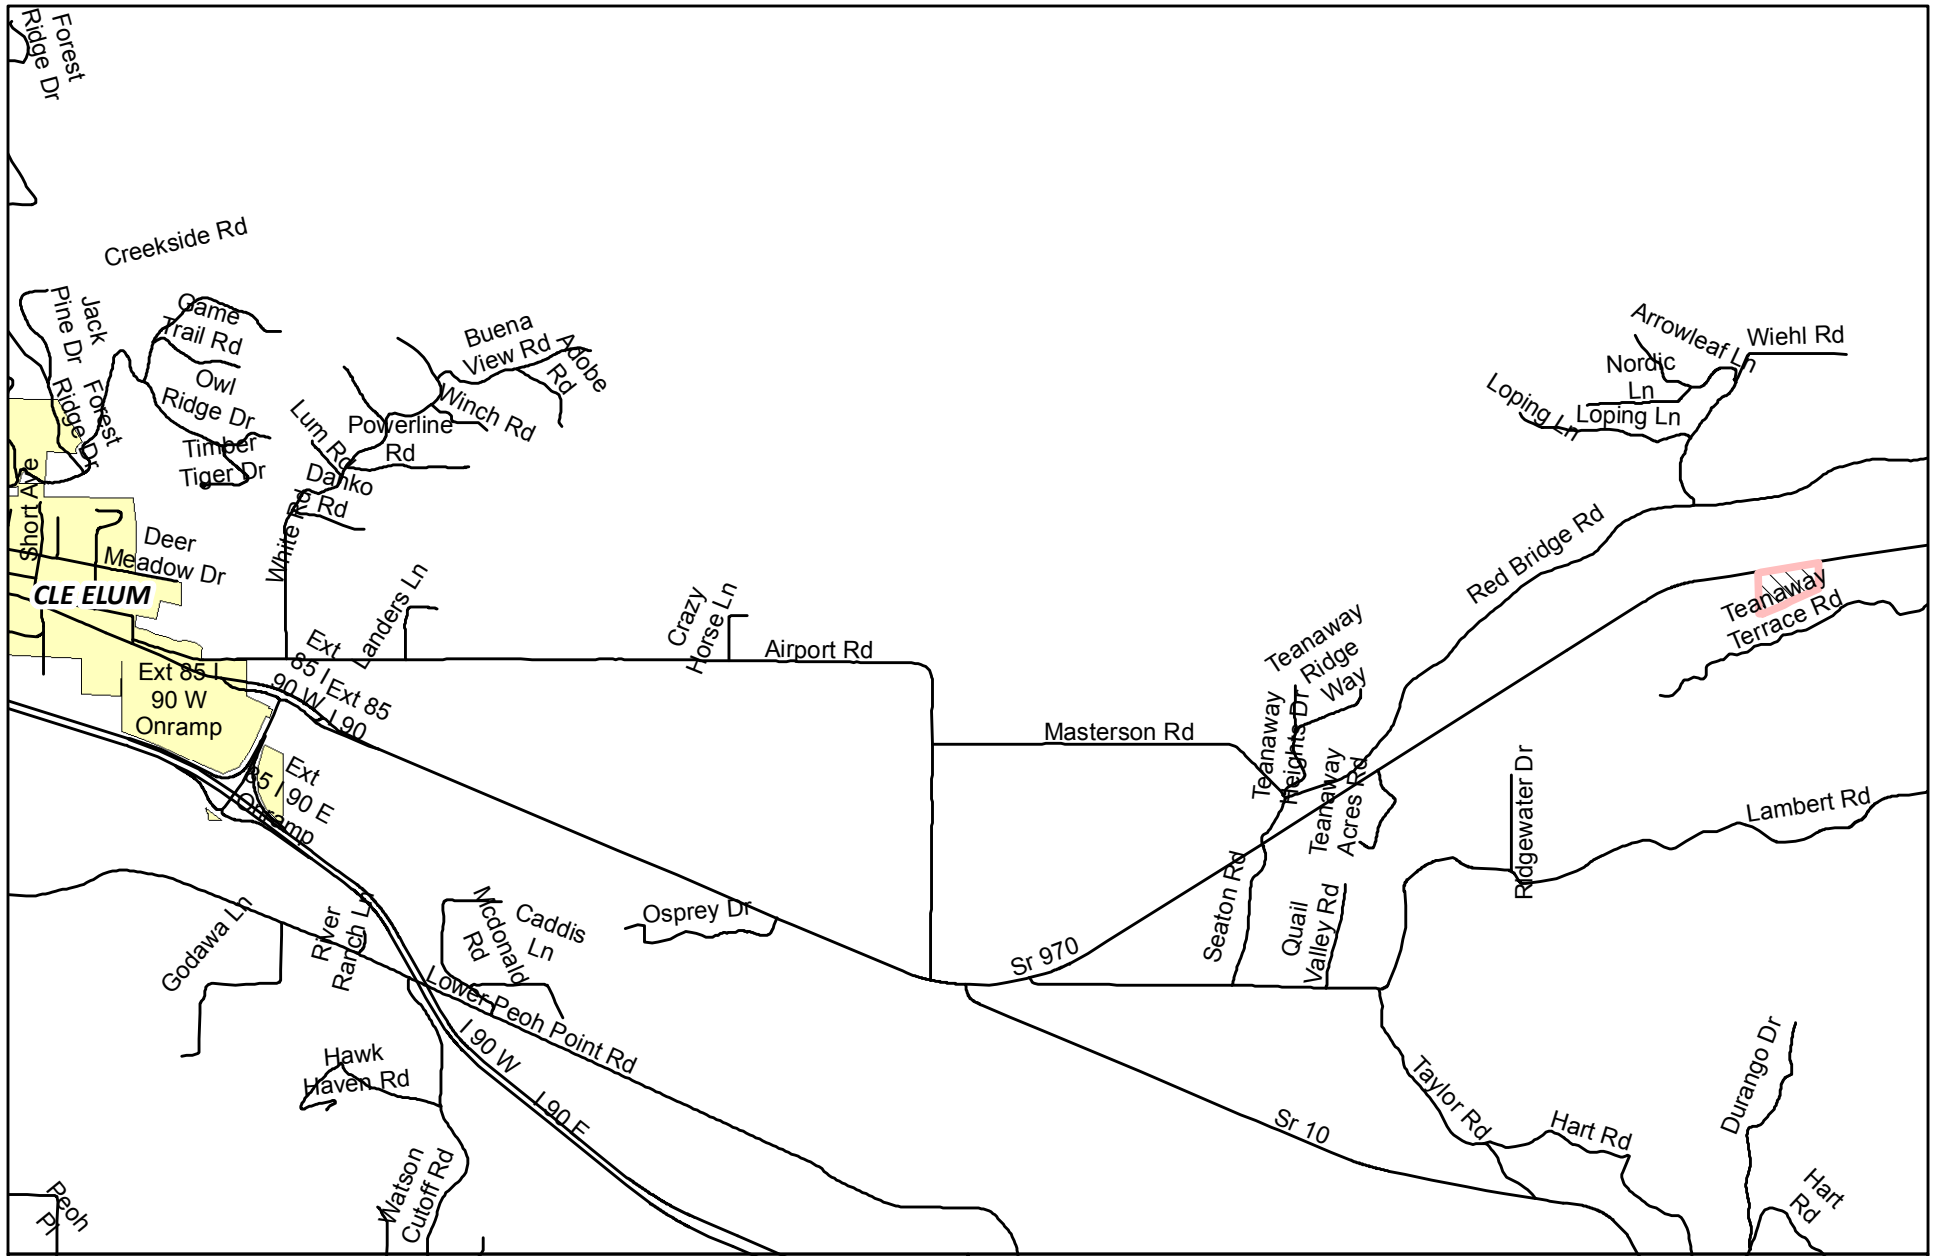 Forest
Ridge Dr
Creekside Rd
Jack
Pine Dr
Game
Trail Rd
Owl
Ridge Dr
Forest
Ridge Dr
Timber
Tiger Dr
Buena
View Rd
Adobe
Rd
Winch Rd
Powerline
Rd
Lum Rd
Danko
Rd
White Rd
Short Ave
Deer
Meadow Dr
CLE ELUM
Landers Ln
Crazy
Horse Ln
Airport Rd
Ext
85 I
90 W
Ext 85
I 90
Ext 85 I
90 W
Onramp
Ext
85 I 90 E
Onramp
Arrowleaf Ln
Wiehl Rd
Nordic
Ln
Loping Ln
Loping Ln
Red Bridge Rd
Teanaway
Terrace Rd
Teanaway
Ridge
Way
Teanaway
Heights Dr
Masterson Rd
Teanaway
Acres Rd
Ridgewater Dr
Lambert Rd
Seaton Rd
Quail
Valley Rd
Sr 970
Osprey Dr
Caddis
Ln
Mcdonald
Rd
River
Ranch Ln
Godawa Ln
Lower Peoh Point Rd
I 90 W
I 90 E
Hawk
Haven Rd
Watson
Cutoff Rd
Peoh
Pl
Sr 10
Taylor Rd
Hart Rd
Durango Dr
Hart
Rd